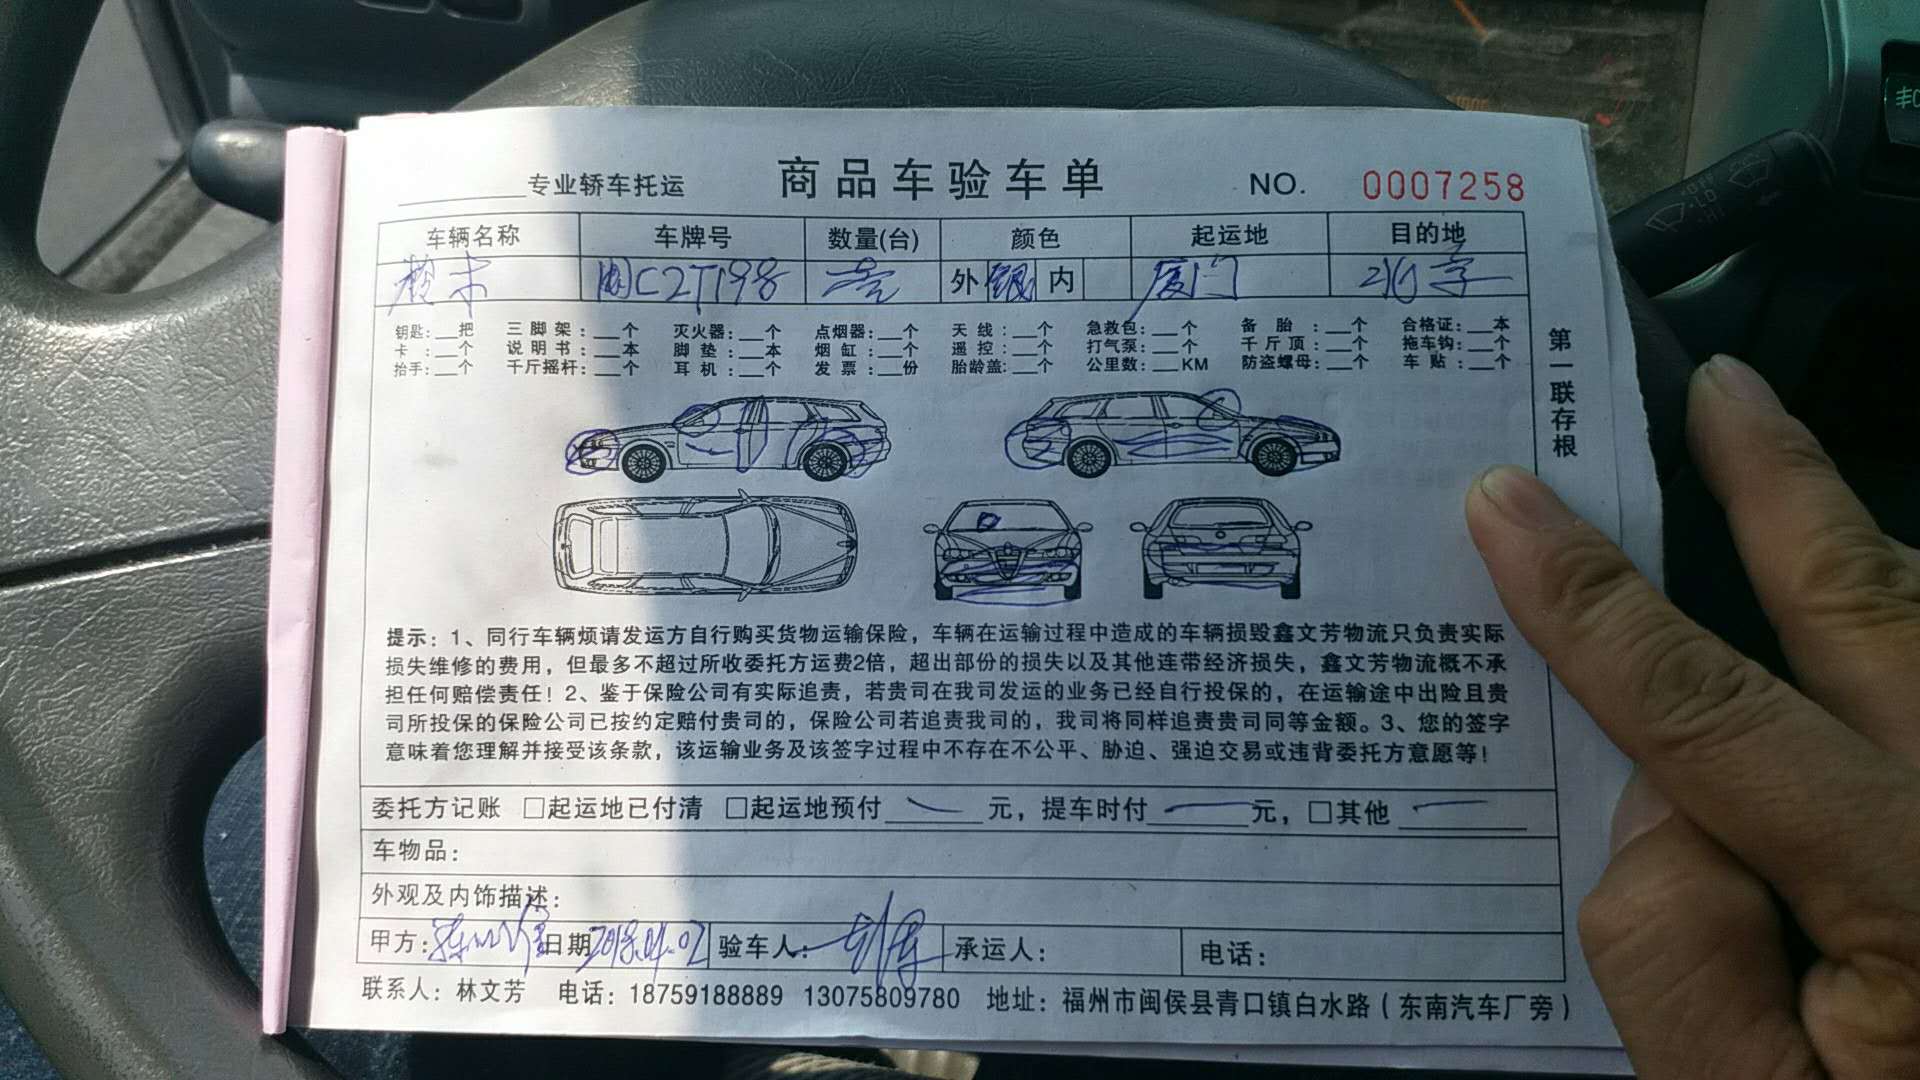 专业轿车托运 商品车验车单 NO. 0007258
车辆名称 车牌号 数量(台) 颜色 起运地 目的地
铃木 闽C2T198 壹 外 银 内 厦门 北京
钥匙:__把 三脚架:__个 灭火器:__个 点烟器:__个 天线:__个 急救包:__个 备胎:__个 合格证:__本
卡:__个 说明书:__本 脚垫:__本 烟缸:__个 遥控:__个 打气泵:__个 千斤顶:__个 拖车钩:__个
抬手:__个 千斤摇杆:__个 耳机:__个 发票:__份 胎龄盖:__个 公里数:__KM 防盗螺母:__个 车贴:__个
第一联存根
提示:1、同行车辆烦请发运方自行购买货物运输保险,车辆在运输过程中造成的车辆损毁鑫文芳物流只负责实际
损失维修的费用,但最多不超过所收委托方运费2倍,超出部份的损失以及其他连带经济损失,鑫文芳物流概不承
担任何赔偿责任!2、鉴于保险公司有实际追责,若贵司在我司发运的业务已经自行投保的,在运输途中出险且贵
司所投保的保险公司已按约定赔付贵司的,保险公司若追责我司的,我司将同样追责贵司同等金额。3、您的签字
意味着您理解并接受该条款,该运输业务及该签字过程中不存在不公平、胁迫、强迫交易或违背委托方意愿等!
委托方记账 □起运地已付清 □起运地预付____元,提车时付____元,□其他____
车物品:
外观及内饰描述:
甲方: 日期 2018.04.02 验车人: 承运人: 电话:
联系人:林文芳 电话:18759188889 13075809780 地址:福州市闽侯县青口镇白水路(东南汽车厂旁)
OFF
LO
HI